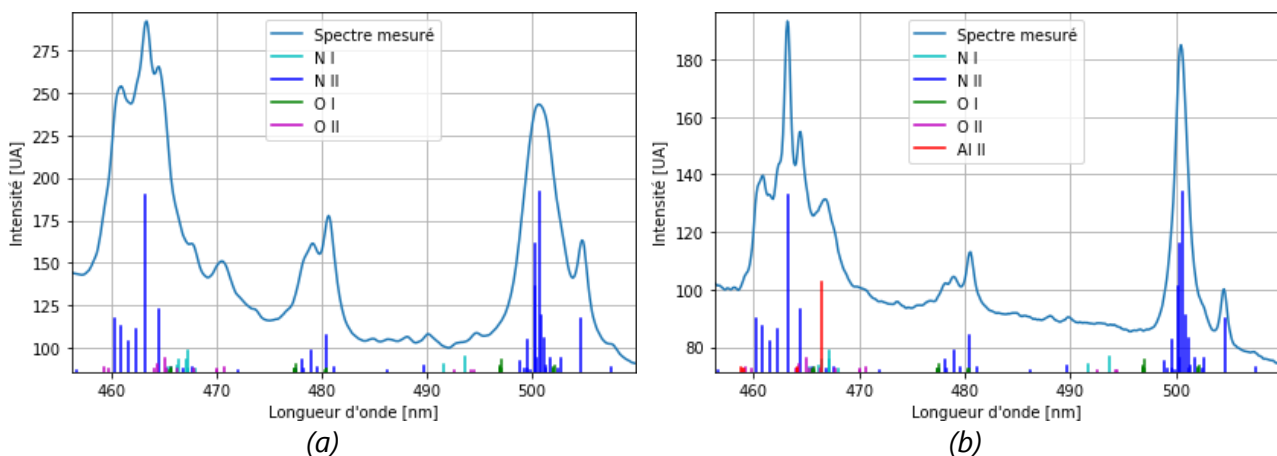 Intensité [UA]
275
250
225
200
175
150
125
100
460 470 480 490 500
Longueur d'onde [nm]
Spectre mesuré
N I
N II
O I
O II
(a)
Intensité [UA]
180
160
140
120
100
80
460 470 480 490 500
Longueur d'onde [nm]
Spectre mesuré
N I
N II
O I
O II
Al II
(b)